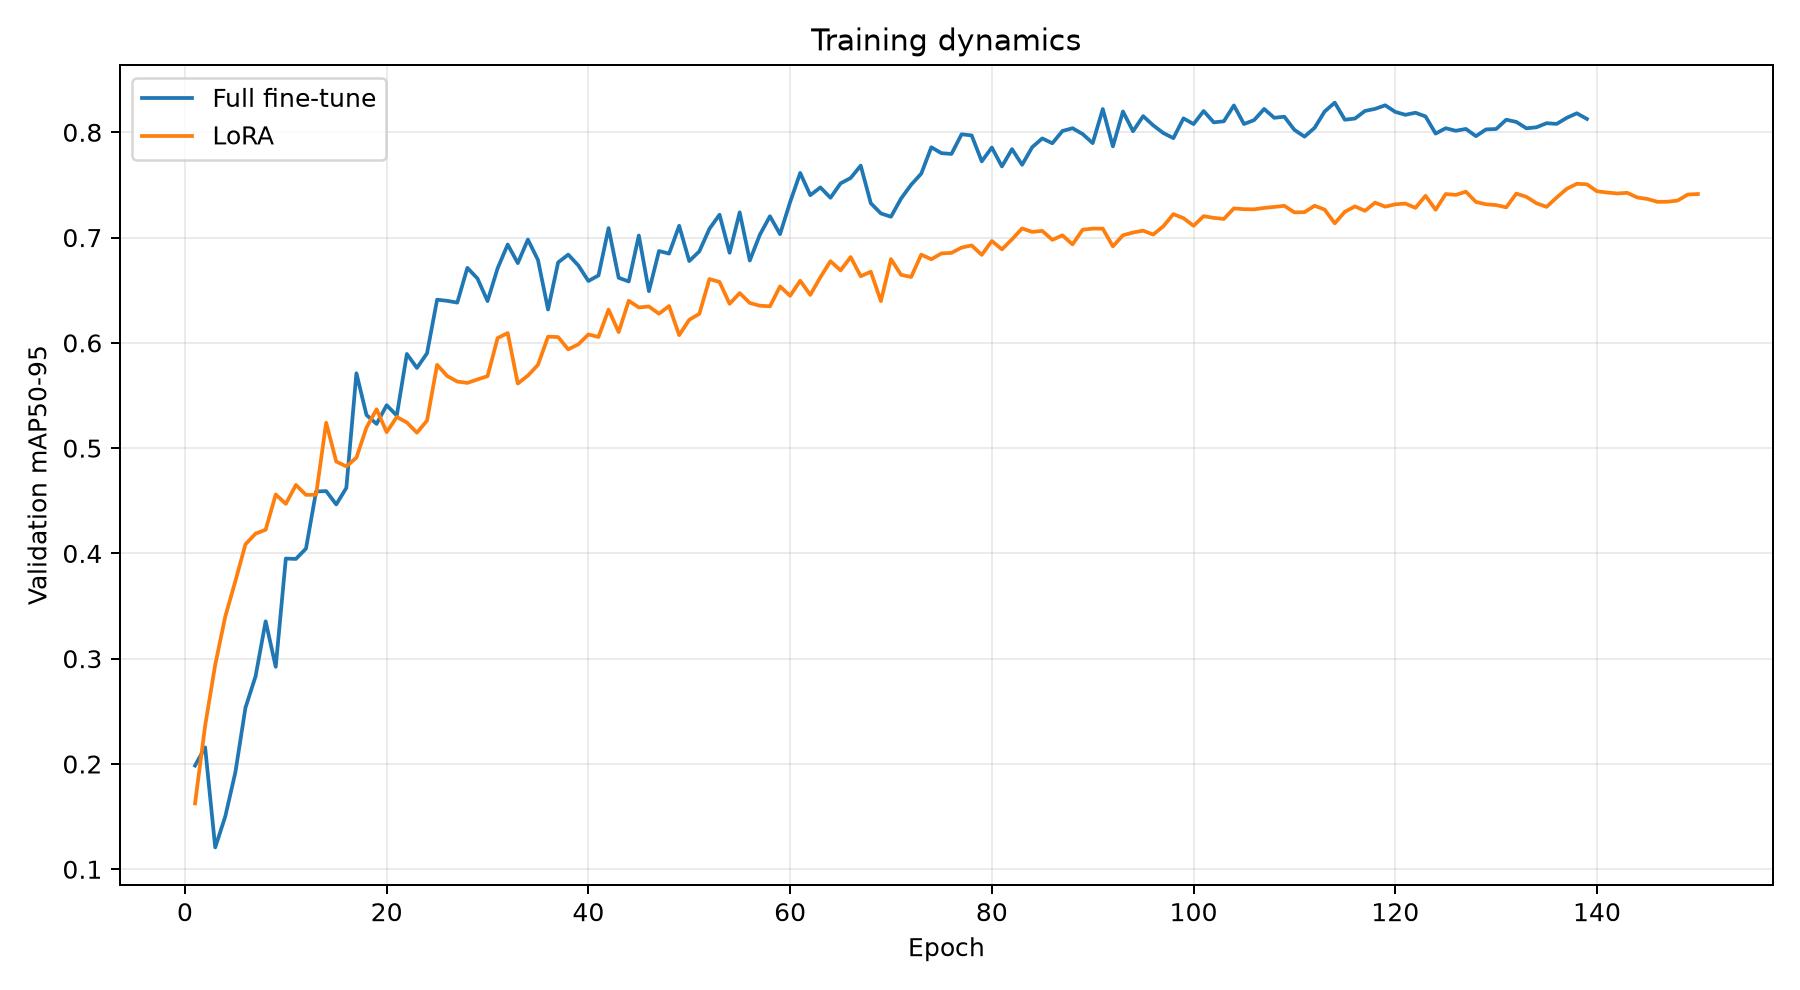 Training dynamics
Full fine-tune
LoRA
Validation mAP50-95
0.8
0.7
0.6
0.5
0.4
0.3
0.2
0.1
0 20 40 60 80 100 120 140
Epoch